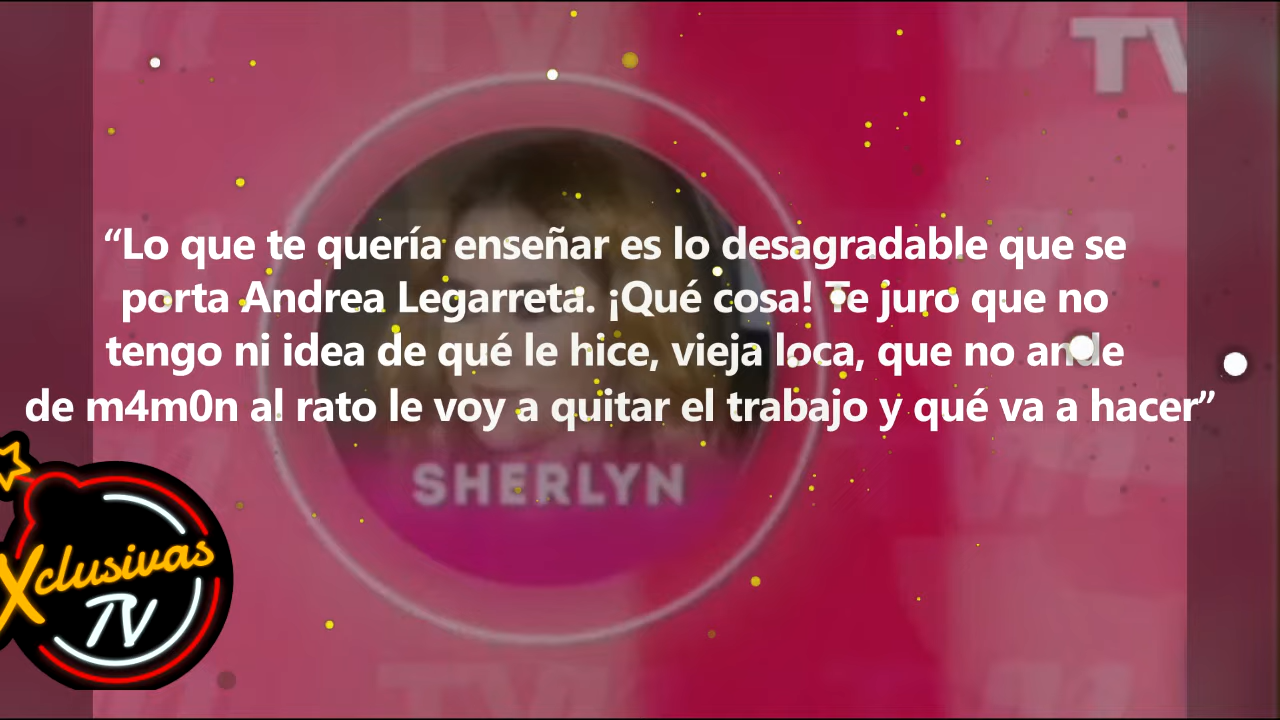 TV
“Lo que te quería enseñar es lo desagradable que se
porta Andrea Legarreta. ¡Qué cosa! Te juro que no
tengo ni idea de qué le hice, vieja loca, que no ande
de m4m0n al rato le voy a quitar el trabajo y qué va a hacer”
SHERLYN
Xclusivas
TV